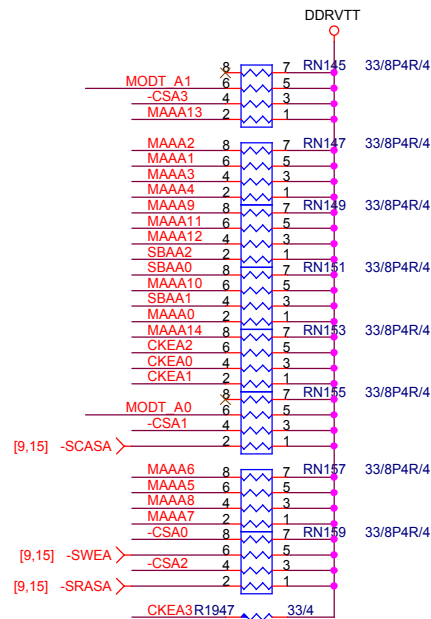 DDRVTT
8 7 RN145 33/8P4R/4
MODT_A1 6 5
-CSA3 4 3
MAAA13 2 1
MAAA2 8 7 RN147 33/8P4R/4
MAAA1 6 5
MAAA3 4 3
MAAA4 2 1
MAAA9 8 7 RN149 33/8P4R/4
MAAA11 6 5
MAAA12 4 3
SBAA2 2 1
SBAA0 8 7 RN151 33/8P4R/4
MAAA10 6 5
SBAA1 4 3
MAAA0 2 1
MAAA14 8 7 RN153 33/8P4R/4
CKEA2 6 5
CKEA0 4 3
CKEA1 2 1
8 7 RN155 33/8P4R/4
MODT_A0 6 5
-CSA1 4 3
[9,15] -SCASA 2 1
MAAA6 8 7 RN157 33/8P4R/4
MAAA5 6 5
MAAA8 4 3
MAAA7 2 1
-CSA0 8 7 RN159 33/8P4R/4
[9,15] -SWEA 6 5
-CSA2 4 3
[9,15] -SRASA 2 1
CKEA3 R1947 33/4